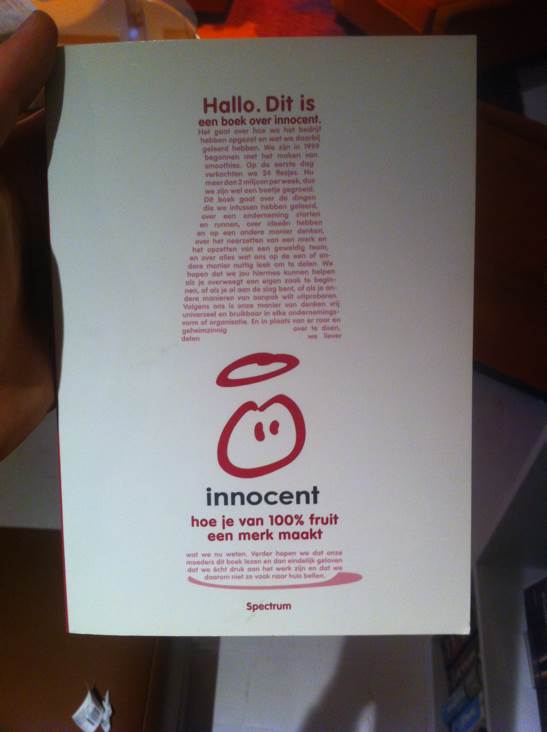 Hallo. Dit is
een boek over innocent.
Het gaat over hoe we het bedrijf
hebben opgezet en wat we daarbij
geleerd hebben. We zijn in 1999
begonnen met het maken van
smoothies. Op de eerste dag
verkochten we 24 flesjes. Nu
meer dan 2 miljoen per week, dus
we zijn wel een beetje gegroeid.
Dit boek gaat over de dingen
die we intussen hebben geleerd,
over een onderneming starten
en runnen, over ideeën hebben
en op een andere manier denken,
over het neerzetten van een merk en
het opzetten van een geweldig team,
en over alles wat ons op de een of an-
dere manier nuttig leek om te delen. We
hopen dat we jou hiermee kunnen helpen
als je overweegt een eigen zaak te begin-
nen, of als je al aan de slag bent, of als je an-
dere manieren van aanpak wilt uitproberen.
Volgens ons is onze manier van denken vrij
universeel en bruikbaar in elke ondernemings-
vorm of organisatie. En in plaats van er raar en
geheimzinnig over te doen,
delen we liever
innocent
hoe je van 100% fruit
een merk maakt
wat we nu weten. Verder hopen we dat onze
moeders dit boek lezen en dan eindelijk geloven
dat we écht druk aan het werk zijn en dat we
daarom niet zo vaak naar huis bellen.
Spectrum